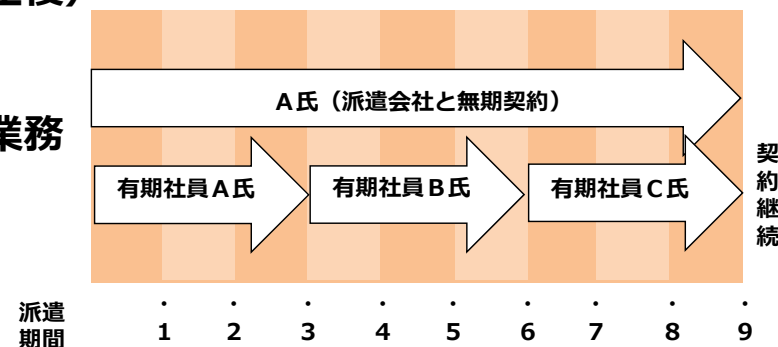 正後）
業務
A氏（派遣会社と無期契約）
有期社員A氏
有期社員B氏
有期社員C氏
契約継続
派遣
期間
・ ・ ・ ・ ・ ・ ・ ・ ・
1 2 3 4 5 6 7 8 9